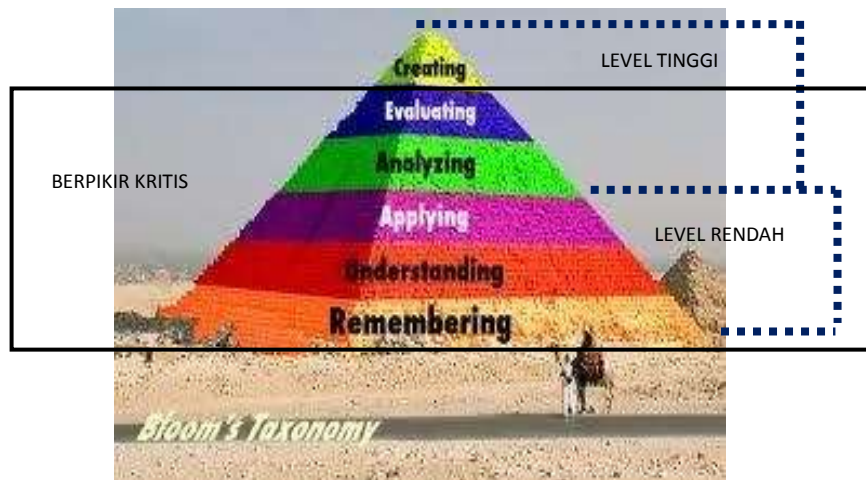 LEVEL TINGGI
Creating
Evaluating
Analyzing
BERPIKIR KRITIS
Applying
LEVEL RENDAH
Understanding
Remembering
Bloom's Taxonomy